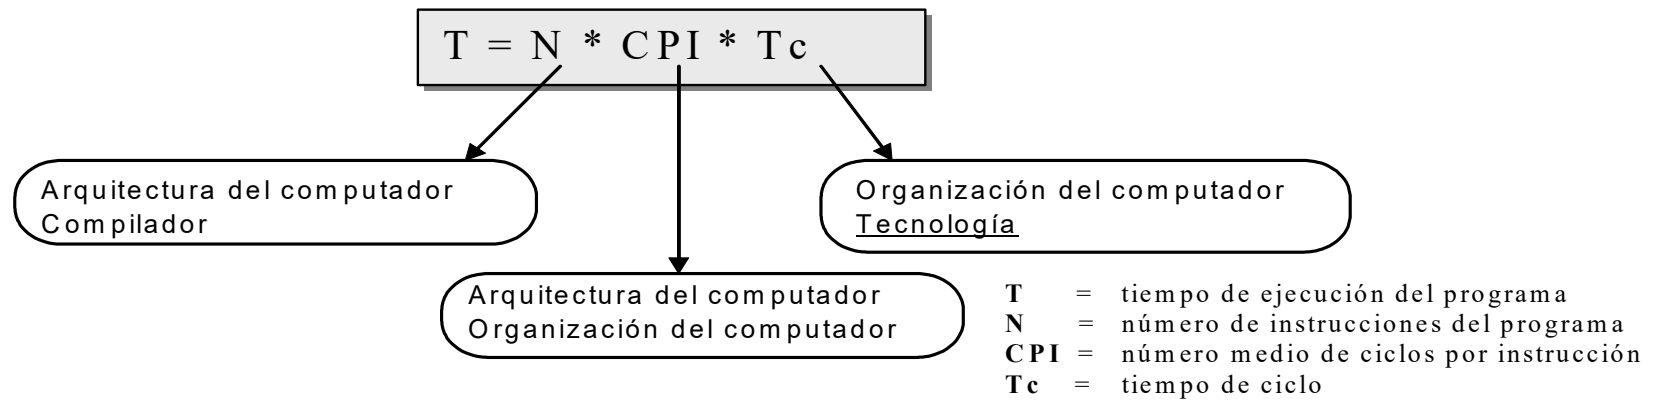 T = N * CPI * Tc
Arquitectura del computador
Compilador
Organización del computador
Tecnología
Arquitectura del computador
Organización del computador
T = tiempo de ejecución del programa
N = número de instrucciones del programa
CPI = número medio de ciclos por instrucción
Tc = tiempo de ciclo